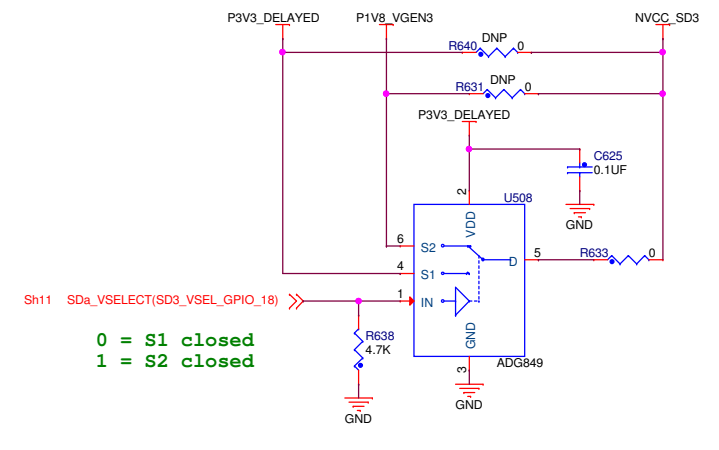 P3V3_DELAYED P1V8_VGEN3 NVCC_SD3
DNP
R640 0
DNP
R631 0
P3V3_DELAYED
C625
0.1UF
GND
2
U508
VDD
6 S2
5
D
R633 0
4 S1
Sh11 SDa_VSELECT(SD3_VSEL_GPIO_18)
1 IN
0 = S1 closed
1 = S2 closed
R638
4.7K
GND
3
ADG849
GND
GND